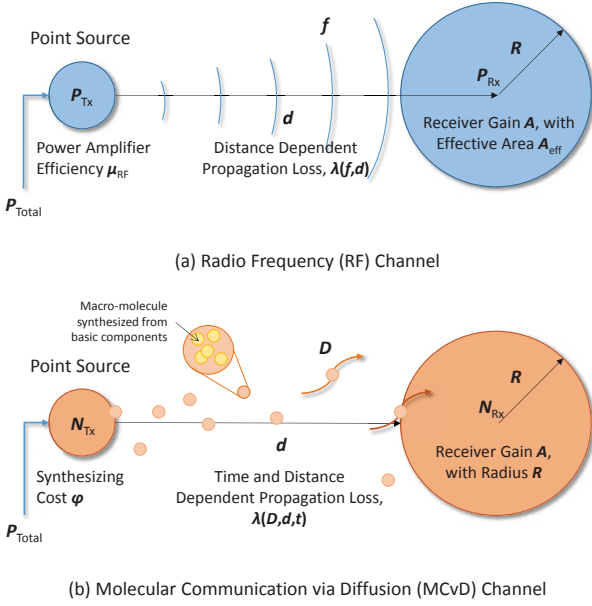 Point Source
f
R
P_Tx
P_Rx
d
Receiver Gain A, with
Effective Area A_eff
Power Amplifier
Efficiency μ_RF
Distance Dependent
Propagation Loss, λ(f,d)
P_Total
(a) Radio Frequency (RF) Channel
Macro-molecule
synthesized from
basic components
Point Source
D
R
N_Tx
N_Rx
d
Receiver Gain A,
with Radius R
Synthesizing
Cost φ
Time and Distance
Dependent Propagation Loss,
λ(D,d,t)
P_Total
(b) Molecular Communication via Diffusion (MCvD) Channel